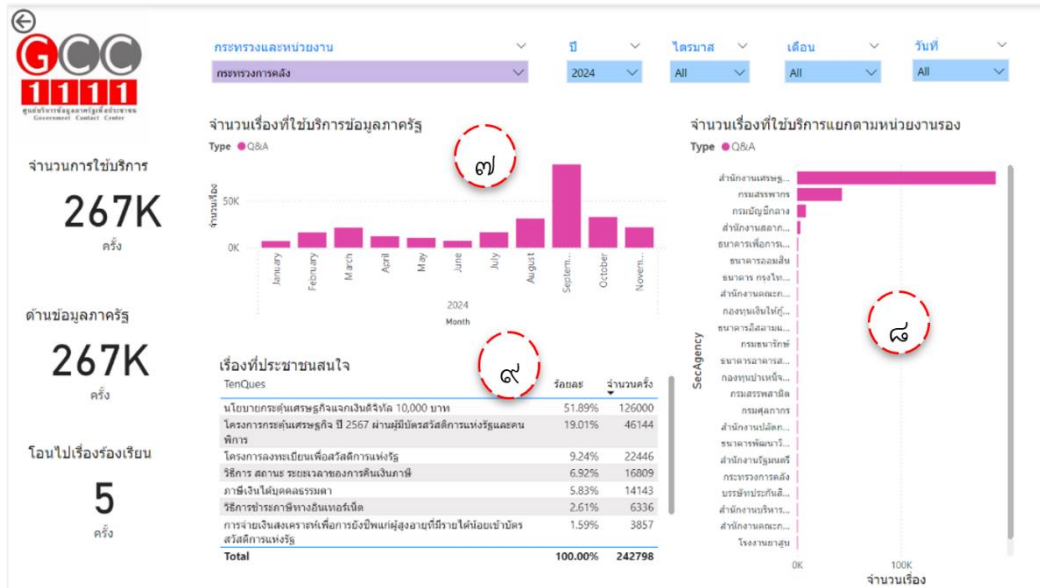 GCC
1111
ศูนย์บริการข้อมูลภาครัฐเพื่อประชาชน
Government Contact Center
กระทรวงและหน่วยงาน
กระทรวงการคลัง
ปี
2024
ไตรมาส
All
เดือน
All
วันที่
All
จำนวนการใช้บริการ
267K
ครั้ง
ด้านข้อมูลภาครัฐ
267K
ครั้ง
โอนไปเรื่องร้องเรียน
5
ครั้ง
จำนวนเรื่องที่ใช้บริการข้อมูลภาครัฐ
Type Q&A
๗
จำนวนเรื่อง
50K
0K
January
February
March
April
May
June
July
August
Septem...
October
Novem...
2024
Month
เรื่องที่ประชาชนสนใจ
๙
TenQues ร้อยละ จำนวนครั้ง
นโยบายกระตุ้นเศรษฐกิจแจกเงินดิจิทัล 10,000 บาท 51.89% 126000
โครงการกระตุ้นเศรษฐกิจ ปี 2567 ผ่านผู้มีบัตรสวัสดิการแห่งรัฐและคน 19.01% 46144
พิการ
โครงการลงทะเบียนเพื่อสวัสดิการแห่งรัฐ 9.24% 22446
วิธีการ สถานะ ระยะเวลาของการคืนเงินภาษี 6.92% 16809
ภาษีเงินได้บุคคลธรรมดา 5.83% 14143
วิธีการชำระภาษีทางอินเทอร์เน็ต 2.61% 6336
การจ่ายเงินสงเคราะห์เพื่อการยังชีพแก่ผู้สูงอายุที่มีรายได้น้อยเข้าบัตร 1.59% 3857
สวัสดิการแห่งรัฐ
Total 100.00% 242798
จำนวนเรื่องที่ใช้บริการแยกตามหน่วยงานรอง
Type Q&A
๘
SecAgency
สำนักงานเศรษฐ...
กรมสรรพากร
กรมบัญชีกลาง
สำนักงานสลาก...
ธนาคารเพื่อการเ...
ธนาคารออมสิน
ธนาคาร กรุงไท...
สำนักงานคณะก...
กองทุนเงินให้กู้...
ธนาคารอิสลามแ...
กรมธนารักษ์
ธนาคารอาคารส...
กองทุนบำเหน็จ...
กรมสรรพสามิต
กรมศุลกากร
สำนักงานปลัดก...
ธนาคารพัฒนาวิ...
สำนักงานรัฐมนตรี
กระทรวงการคลัง
บรรษัทประกันสิ...
สำนักงานบริหาร...
สำนักงานคณะก...
โรงงานยาสูบ
0K
100K
จำนวนเรื่อง